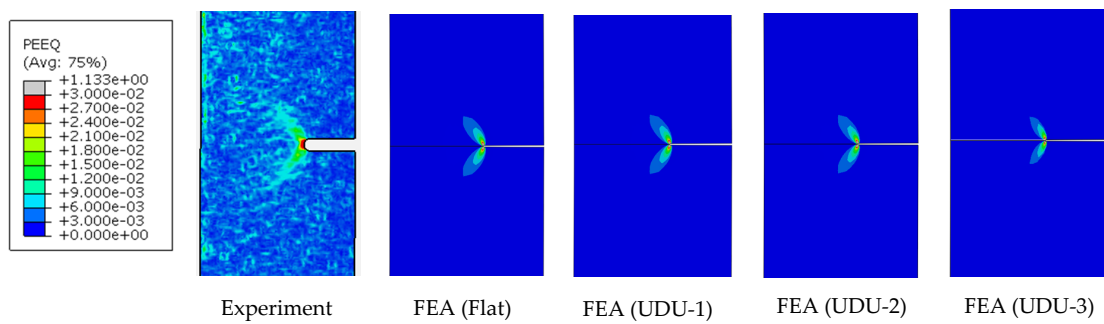 PEEQ
(Avg: 75%)
+1.133e+00
+3.000e-02
+2.700e-02
+2.400e-02
+2.100e-02
+1.800e-02
+1.500e-02
+1.200e-02
+9.000e-03
+6.000e-03
+3.000e-03
+0.000e+00
Experiment
FEA (Flat)
FEA (UDU-1)
FEA (UDU-2)
FEA (UDU-3)